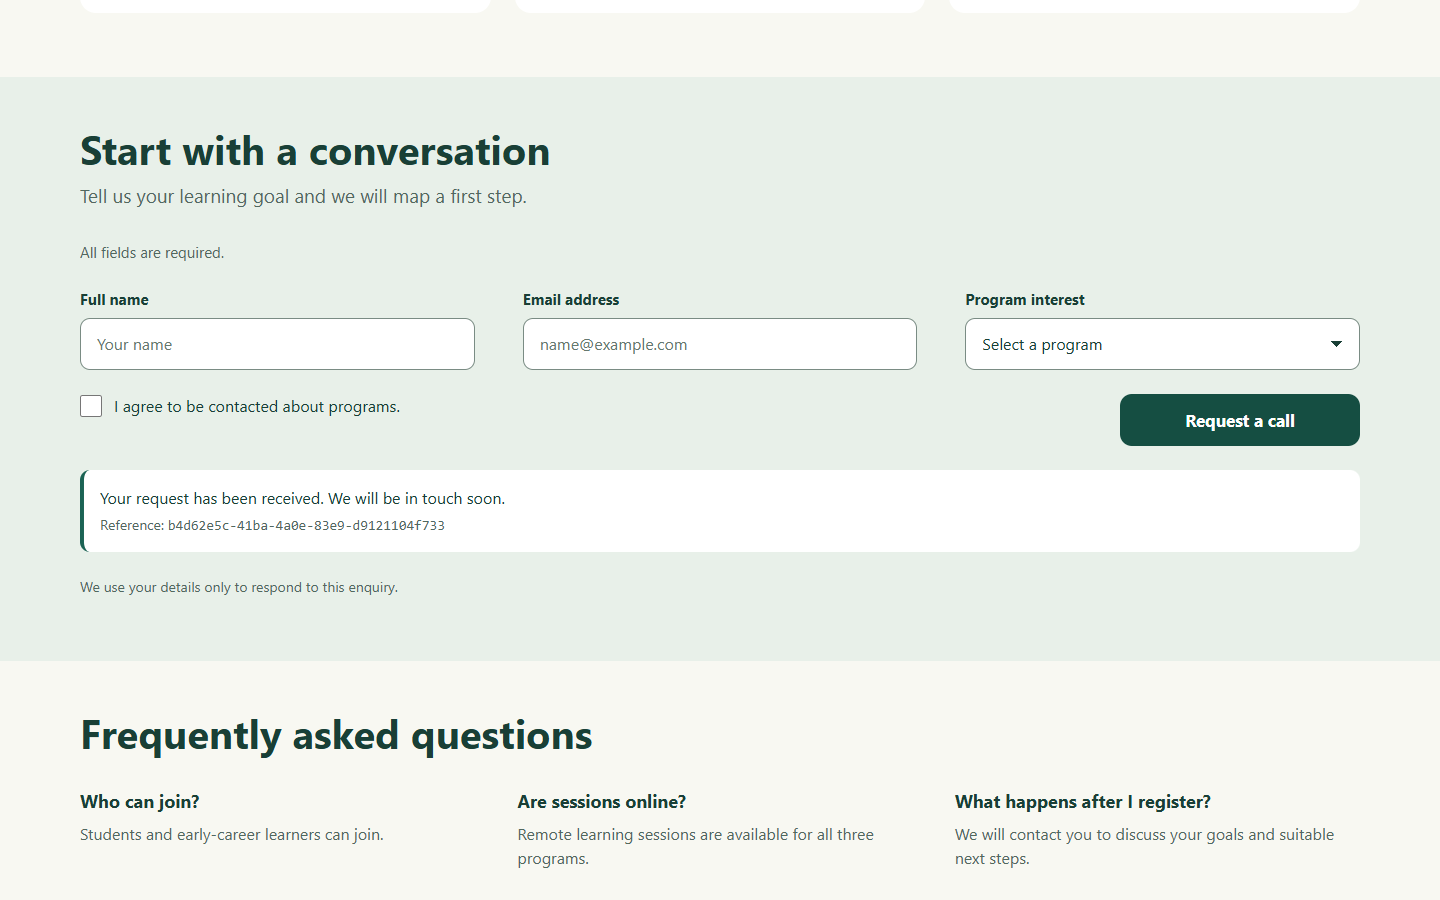 Start with a conversation
Tell us your learning goal and we will map a first step.
All fields are required.
Full name
Email address
Program interest
Your name
name@example.com
Select a program
I agree to be contacted about programs.
Request a call
Your request has been received. We will be in touch soon.
Reference: b4d62e5c-41ba-4a0e-83e9-d9121104f733
We use your details only to respond to this enquiry.
Frequently asked questions
Who can join?
Students and early-career learners can join.
Are sessions online?
Remote learning sessions are available for all three
programs.
What happens after I register?
We will contact you to discuss your goals and suitable
next steps.